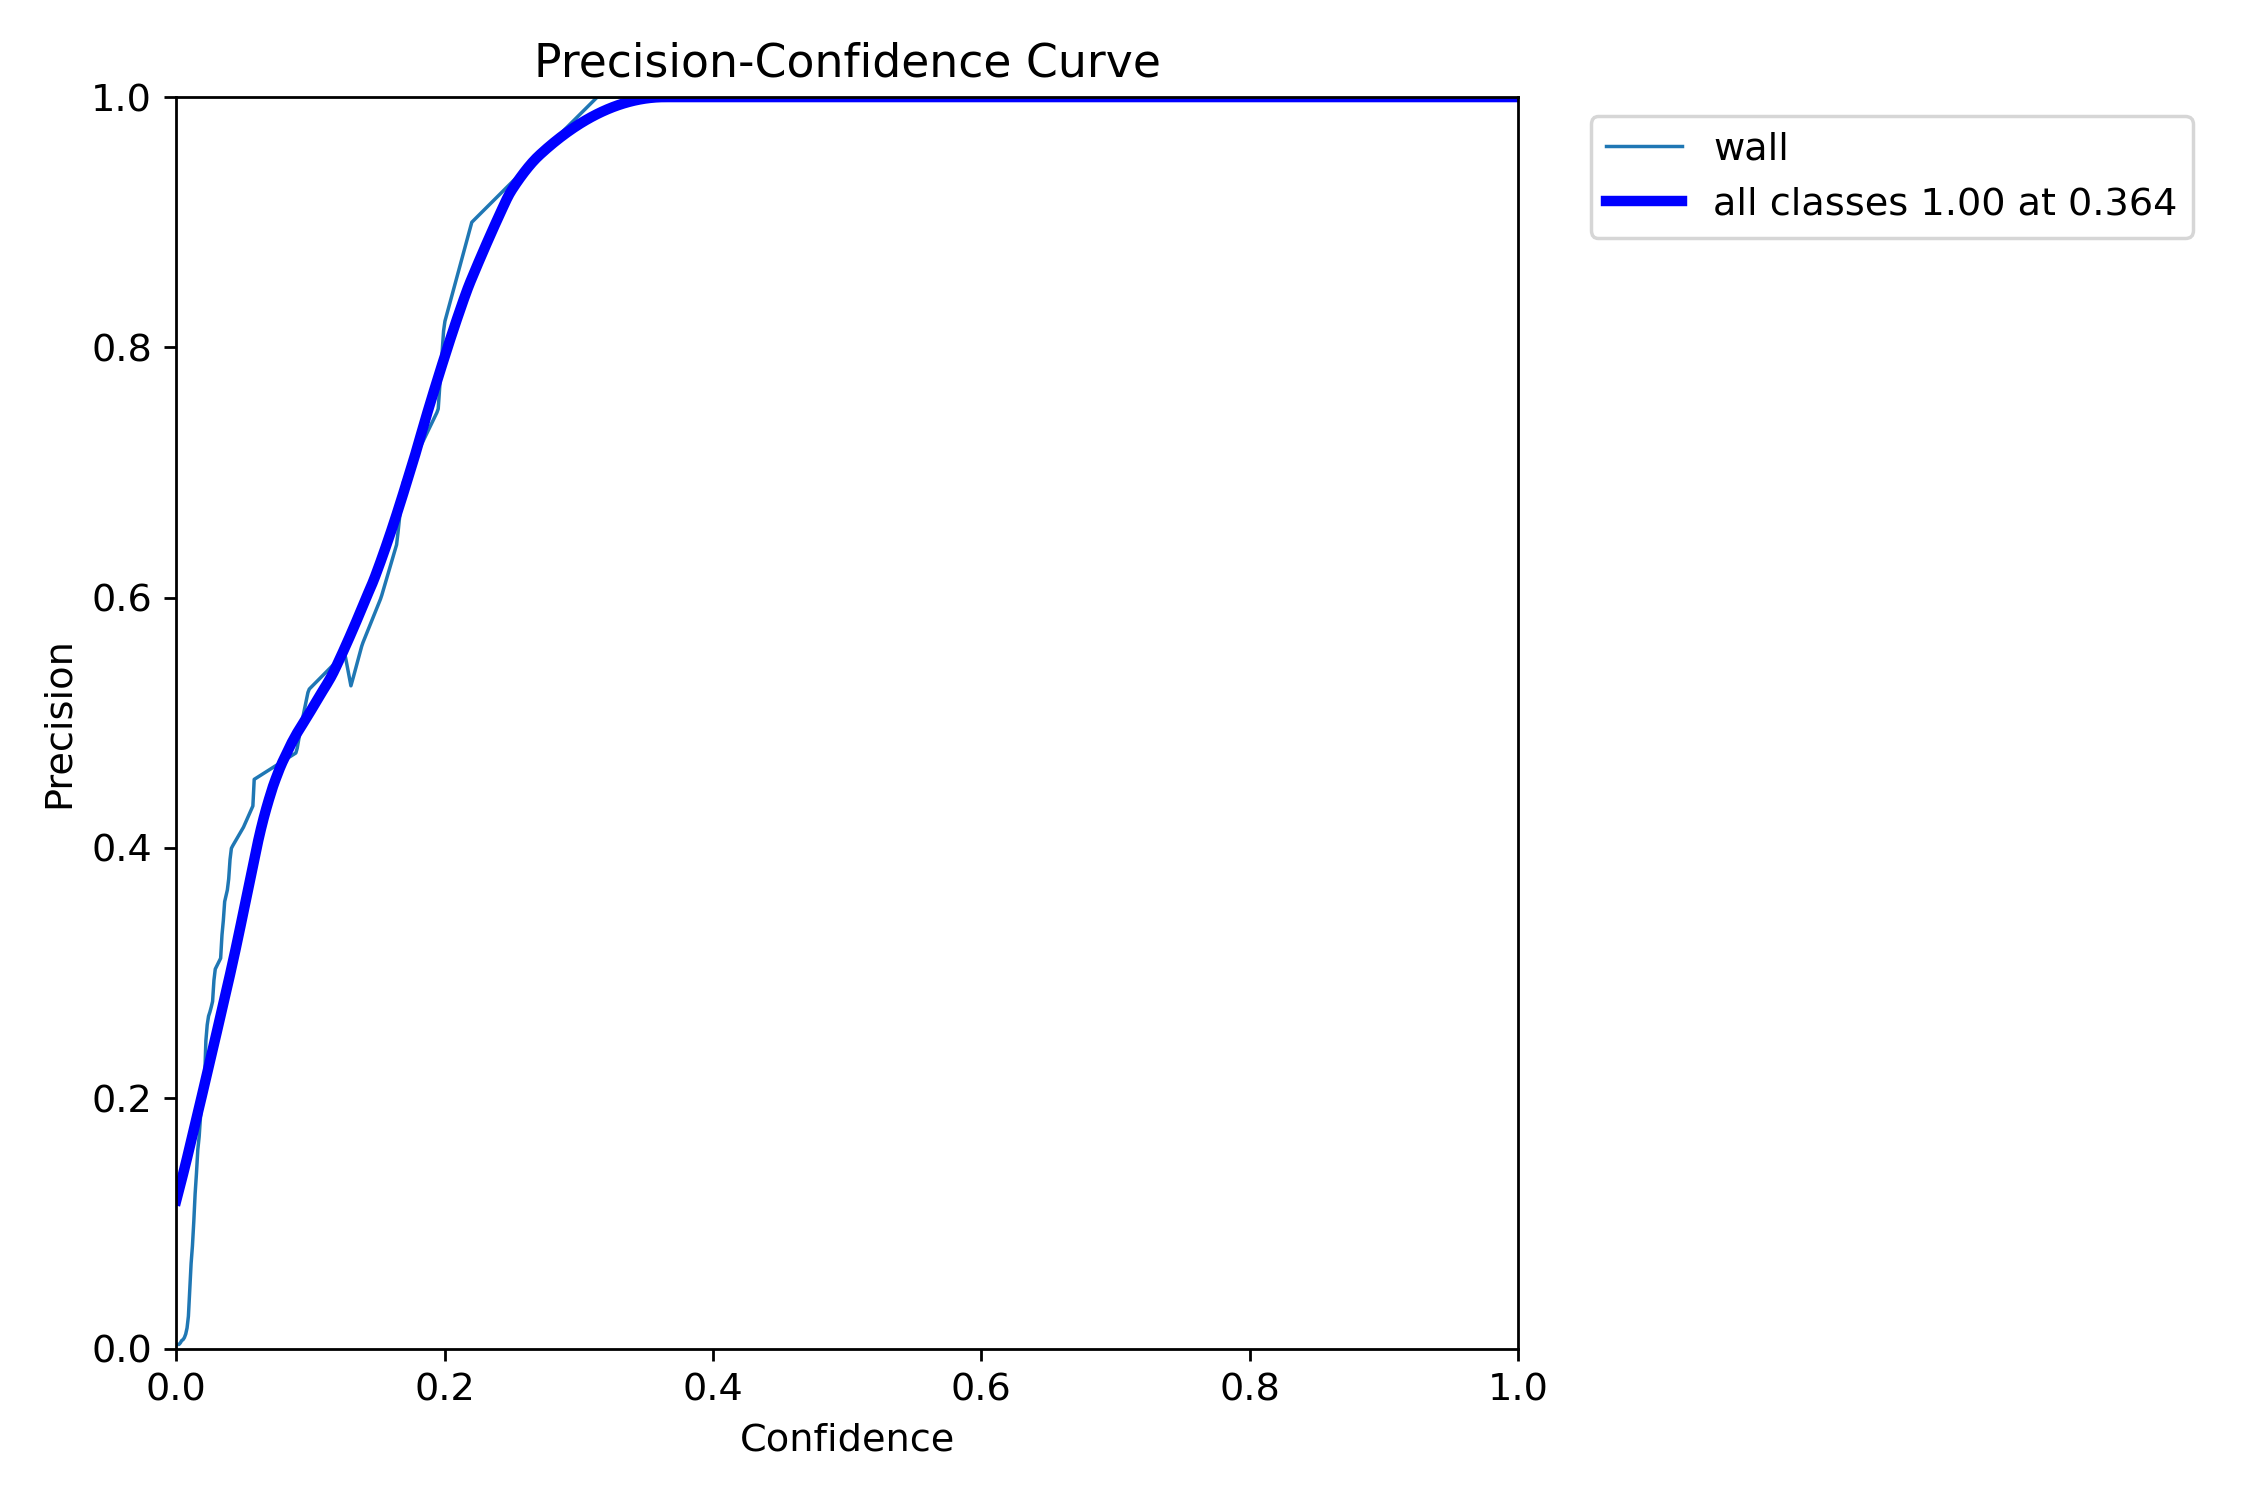 Precision-Confidence Curve
wall
all classes 1.00 at 0.364
Precision
1.0
0.8
0.6
0.4
0.2
0.0
0.0 0.2 0.4 0.6 0.8 1.0
Confidence